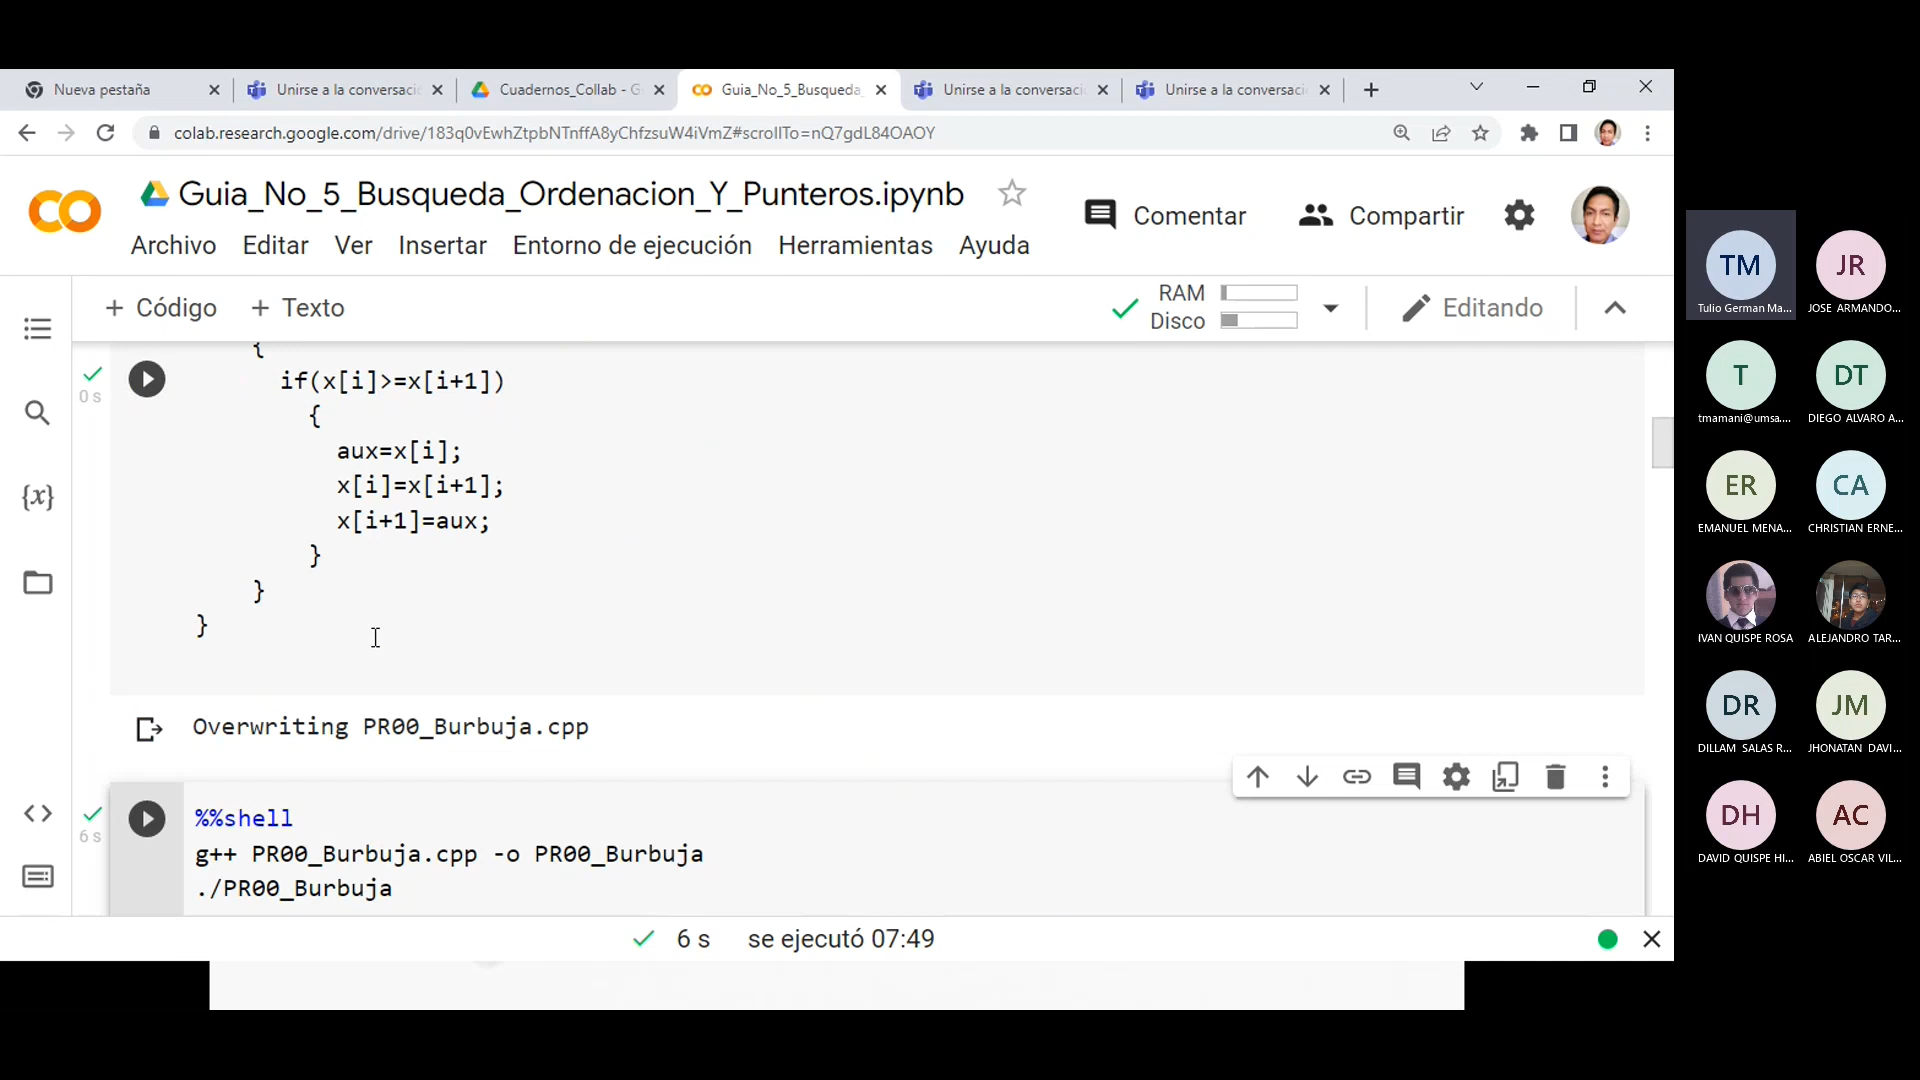 Nueva pestaña
Unirse a la conversaci
Cuadernos_Collab - G
Guia_No_5_Busqueda_
Unirse a la conversaci
Unirse a la conversaci
colab.research.google.com/drive/183q0vEwhZtpbNTnffA8yChfzsuW4iVmZ#scrollTo=nQ7gdL84OAOY
Guia_No_5_Busqueda_Ordenacion_Y_Punteros.ipynb
Comentar
Compartir
Archivo Editar Ver Insertar Entorno de ejecución Herramientas Ayuda
+ Código + Texto
RAM
Disco
Editando
{
0 s
if(x[i]>=x[i+1])
{
aux=x[i];
x[i]=x[i+1];
x[i+1]=aux;
}
}
}
Overwriting PR00_Burbuja.cpp
6 s
%%shell
g++ PR00_Burbuja.cpp -o PR00_Burbuja
./PR00_Burbuja
6 s se ejecutó 07:49
TM JR
Tulio German Ma... JOSE ARMANDO...
T DT
tmamani@umsa.... DIEGO ALVARO A...
ER CA
EMANUEL MENA... CHRISTIAN ERNE...
IVAN QUISPE ROSA ALEJANDRO TAR...
DR JM
DILLAM SALAS R... JHONATAN DAVI...
DH AC
DAVID QUISPE HI... ABIEL OSCAR VIL...